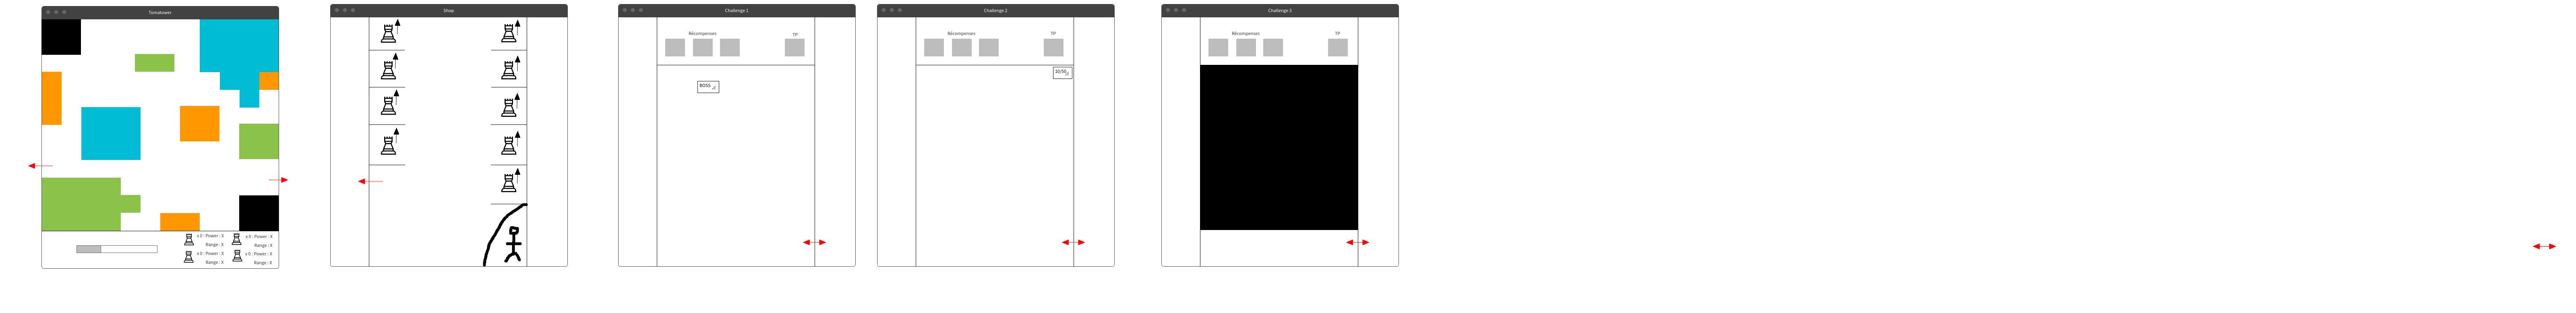 Tomatower
x 0 : Power : X
x 0 : Power : X
Range : X
Range : X
x 0 : Power : X
x 0 : Power : X
Range : X
Range : X
Shop
Challenge 1
Récompenses
TP
BOSS
Challenge 2
Récompenses
TP
10/50
Challenge 3
Récompenses
TP